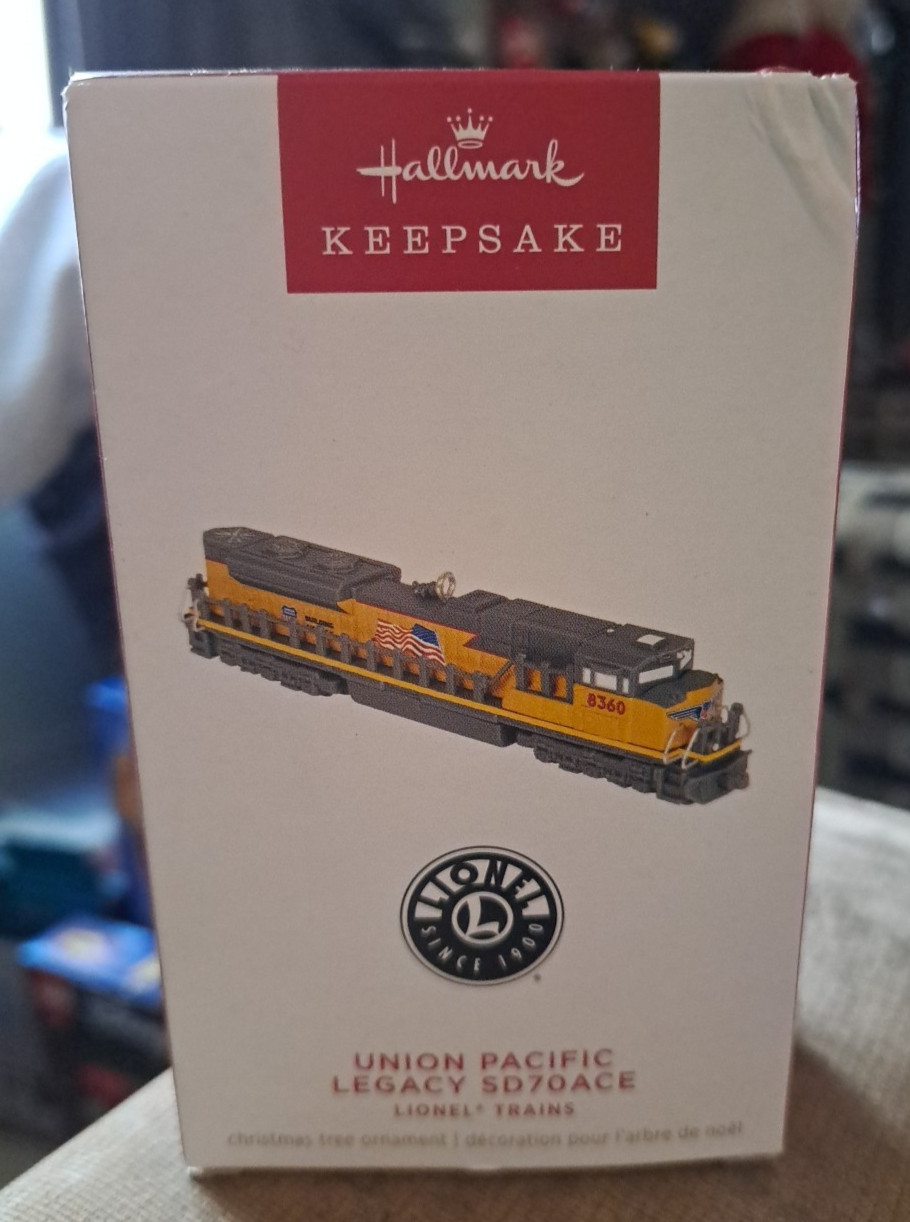 Hallmark
KEEPSAKE
8360
LIONEL
L
SINCE 1900
UNION PACIFIC
LEGACY SD70ACE
LIONEL® TRAINS
christmas tree ornament | décoration pour l'arbre de noël